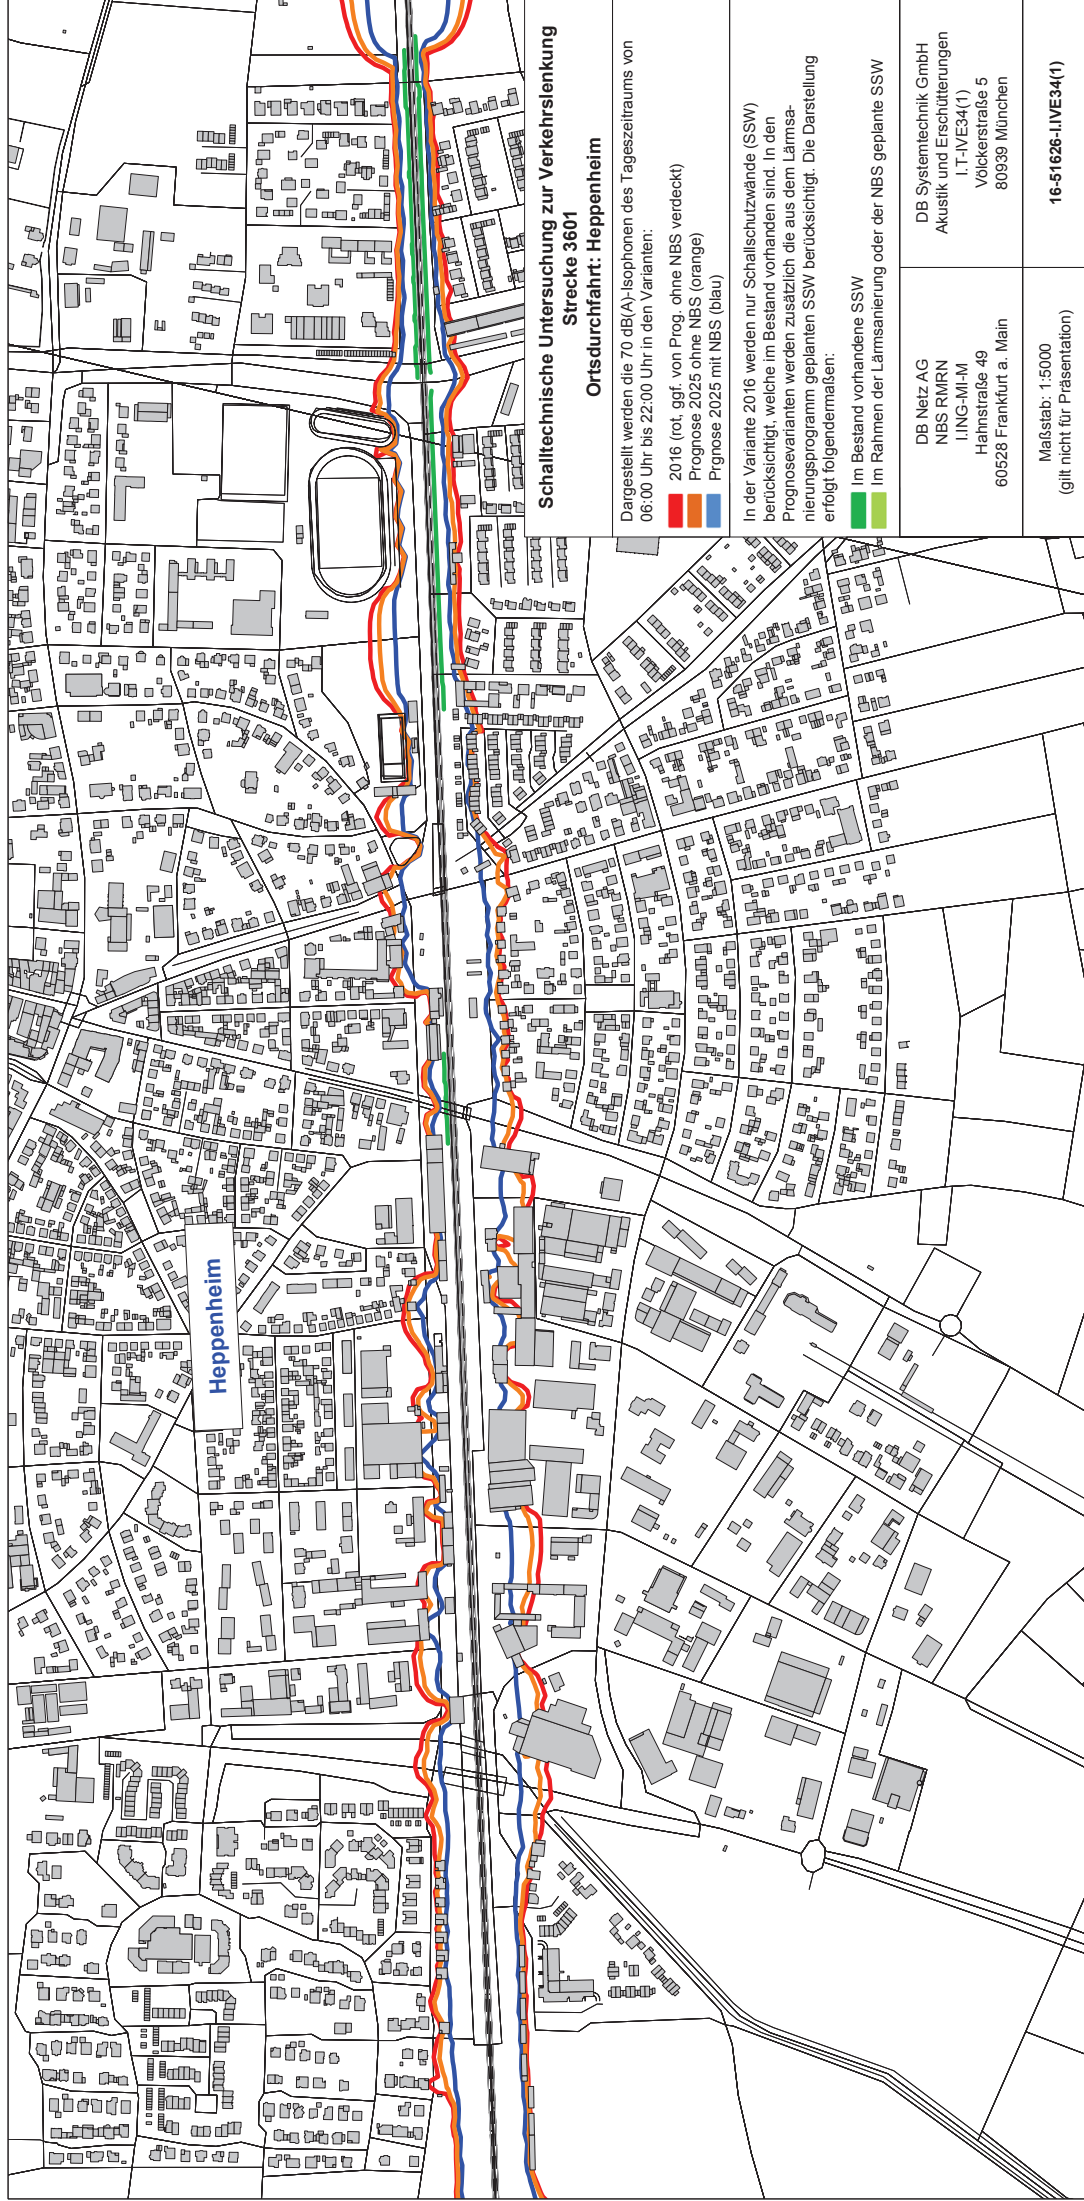 Heppenheim
Schalltechnische Untersuchung zur Verkehrslenkung
Strecke 3601
Ortsdurchfahrt: Heppenheim
Dargestellt werden die 70 dB(A)-Isophonen des Tageszeitraums von
06:00 Uhr bis 22:00 Uhr in den Varianten:
2016 (rot, ggf. von Prog. ohne NBS verdeckt)
Prognose 2025 ohne NBS (orange)
Prgnose 2025 mit NBS (blau)
In der Variante 2016 werden nur Schallschutzwände (SSW)
berücksichtigt, welche im Bestand vorhanden sind. In den
Prognosevarianten werden zusätzlich die aus dem Lärmsa-
nierungsprogramm geplanten SSW berücksichtigt. Die Darstellung
erfolgt folgendermaßen:
Im Bestand vorhandene SSW
Im Rahmen der Lärmsanierung oder der NBS geplante SSW
DB Netz AG
NBS RMRN
I.ING-MI-M
Hahnstraße 49
60528 Frankfurt a. Main
DB Systemtechnik GmbH
Akustik und Erschütterungen
I.T-IVE34(1)
Völckerstraße 5
80939 München
Maßstab: 1:5000
(gilt nicht für Präsentation)
16-51626-I.IVE34(1)